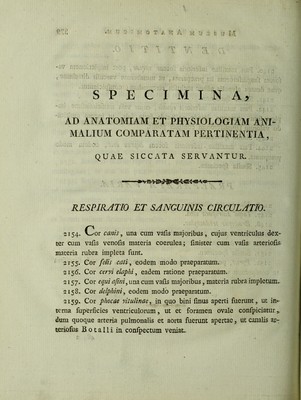 SPECIMINA,
AD ANATOMIAM ET PHYSIOLOGIAM ANI-
MALIUM COMPARATAM PERTINENTIA,
QUAE SICCATA SERVANTUR.
RESPIRATIO ET SANGUINIS CIRCULATIO.
2154. Cor canis, una cum vasis majoribus, cujus ventriculus dex-
ter cum vasis venosis materia coerulea; sinister cum vasis arteriosis
materia rubra impleta sunt.
2155. Cor felis cati, eodem modo praeparatum.
2156. Cor cervi elaphi, eadem ratione praeparatum.
2157. Cor equi asini, una cum vasis majoribus, materia rubra impletum.
2158. Cor delphini, eodem modo praeparatum.
2159. Cor phocae vitulinae, in quo bini sinus aperti fuerunt, ut in-
terna superficies ventriculorum, ut et foramen ovale conspiciatur,
dum quoque arteria pulmonalis et aorta fuerunt apertae, ut canalis ar-
teriosus Botalli in conspectum veniat.